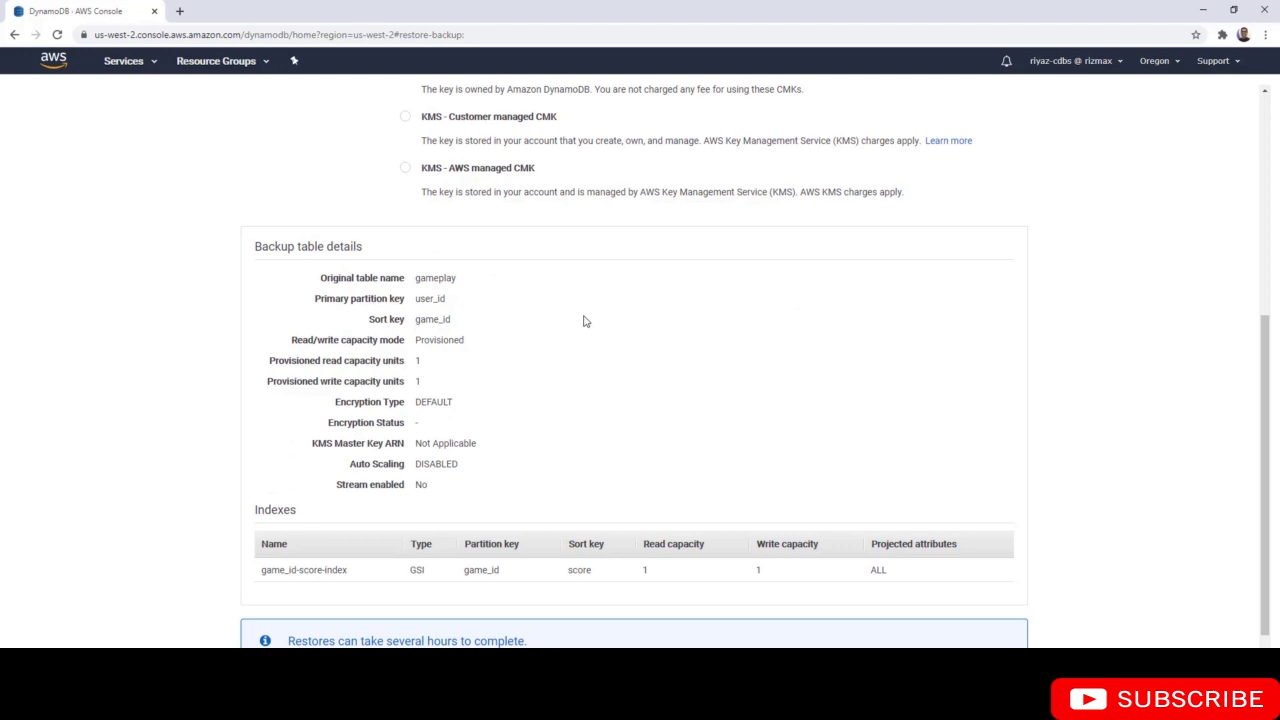 DynamoDB - AWS Console
us-west-2.console.aws.amazon.com/dynamodb/home?region=us-west-2#restore-backup:
aws Services Resource Groups riyaz-cdbs @ rizmax Oregon Support
The key is owned by Amazon DynamoDB. You are not charged any fee for using these CMKs.
KMS - Customer managed CMK
The key is stored in your account that you create, own, and manage. AWS Key Management Service (KMS) charges apply. Learn more
KMS - AWS managed CMK
The key is stored in your account and is managed by AWS Key Management Service (KMS). AWS KMS charges apply.
Backup table details
Original table name gameplay
Primary partition key user_id
Sort key game_id
Read/write capacity mode Provisioned
Provisioned read capacity units 1
Provisioned write capacity units 1
Encryption Type DEFAULT
Encryption Status -
KMS Master Key ARN Not Applicable
Auto Scaling DISABLED
Stream enabled No
Indexes
Name Type Partition key Sort key Read capacity Write capacity Projected attributes
game_id-score-index GSI game_id score 1 1 ALL
Restores can take several hours to complete.
SUBSCRIBE